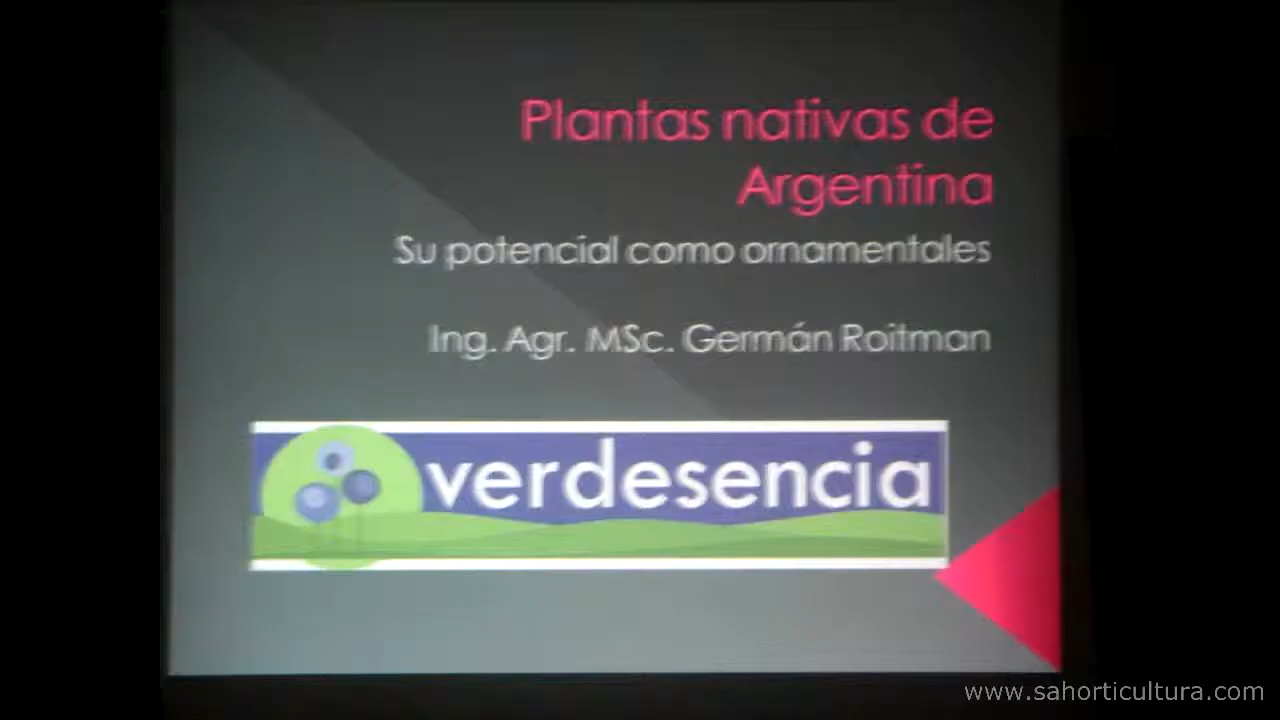 Plantas nativas de
Argentina
Su potencial como ornamentales
Ing. Agr. MSc. Germán Roitman
verdesencia
www.sahorticultura.com